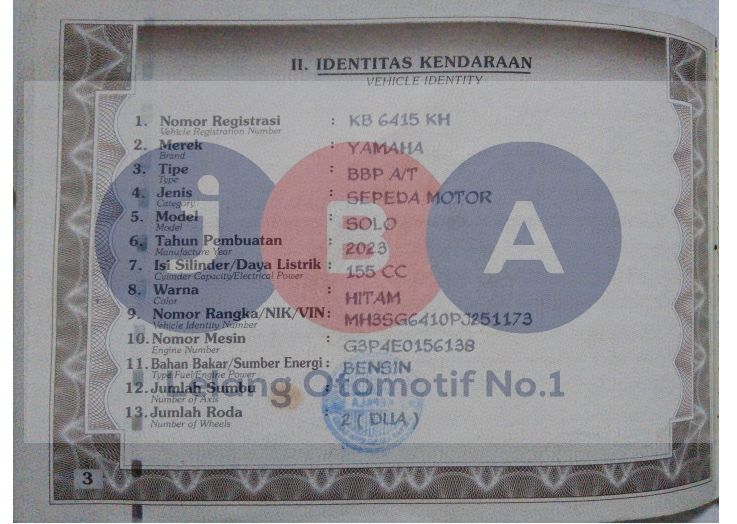 II. IDENTITAS KENDARAAN
VEHICLE IDENTITY
1. Nomor Registrasi : KB 6415 KH
Vehicle Registration Number
2. Merek : YAMAHA
Brand
3. Tipe : BBP A/T
Type
4. Jenis : SEPEDA MOTOR
Category
5. Model : SOLO
Model
6. Tahun Pembuatan : 2023
Manufacture Year
7. Isi Silinder/Daya Listrik : 155 CC
Cylinder Capacity/Electrical Power
8. Warna : HITAM
Color
9. Nomor Rangka/NIK/VIN : MH3SG6410PJ251173
Vehicle Identity Number
10. Nomor Mesin : G3P4E0156138
Engine Number
11. Bahan Bakar/Sumber Energi : BENSIN
Type Fuel/Engine Power
12. Jumlah Sumbu :
Number of Axis
13. Jumlah Roda : 2 ( DUA )
Number of Wheels
3
iBA
Lelang Otomotif No.1